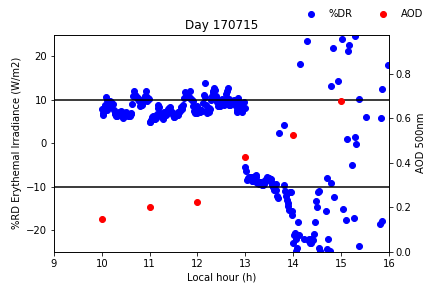 %DR AOD
Day 170715
%RD Erythemal Irradiance (W/m2)
20
10
0
−10
−20
0.8
0.6
0.4
0.2
0.0
AOD 500nm
9 10 11 12 13 14 15 16
Local hour (h)